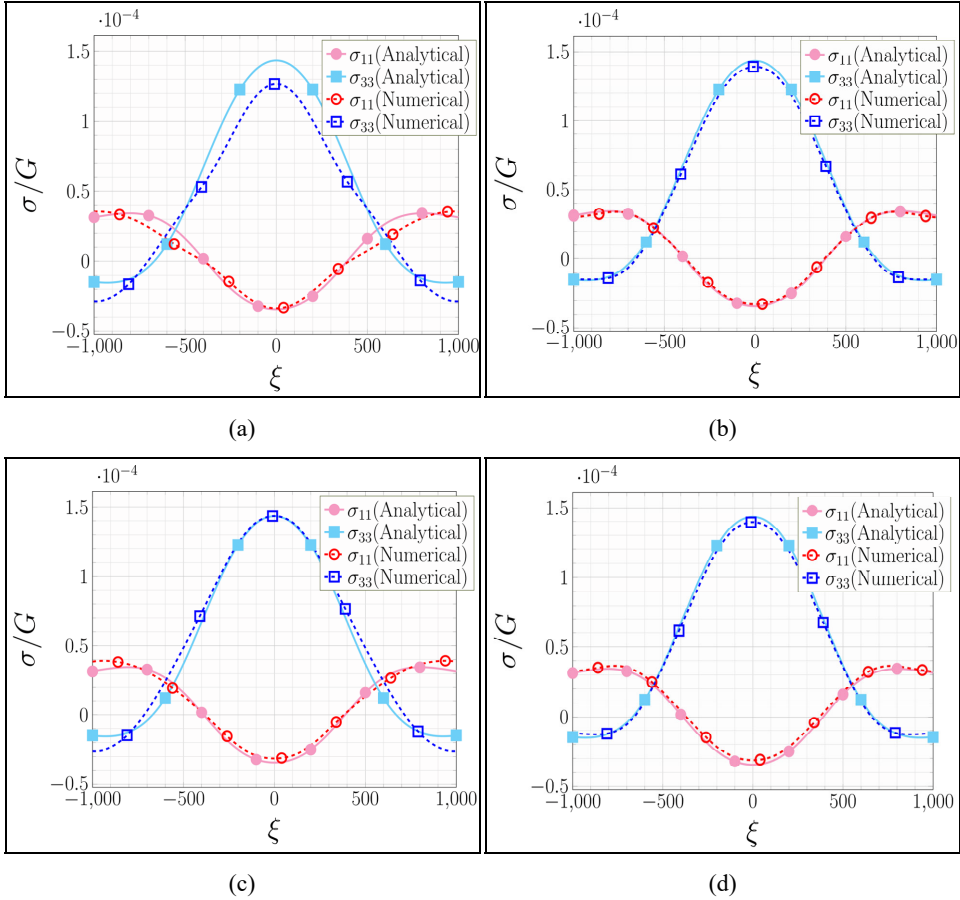 ·10⁻⁴
1.5
1
0.5
0
−0.5
σ/G
σ₁₁(Analytical)
σ₃₃(Analytical)
σ₁₁(Numerical)
σ₃₃(Numerical)
−1,000 −500 0 500 1,000
ξ
(a)
·10⁻⁴
1.5
1
0.5
0
−0.5
σ/G
σ₁₁(Analytical)
σ₃₃(Analytical)
σ₁₁(Numerical)
σ₃₃(Numerical)
−1,000 −500 0 500 1,000
ξ
(b)
·10⁻⁴
1.5
1
0.5
0
−0.5
σ/G
σ₁₁(Analytical)
σ₃₃(Analytical)
σ₁₁(Numerical)
σ₃₃(Numerical)
−1,000 −500 0 500 1,000
ξ
(c)
·10⁻⁴
1.5
1
0.5
0
−0.5
σ/G
σ₁₁(Analytical)
σ₃₃(Analytical)
σ₁₁(Numerical)
σ₃₃(Numerical)
−1,000 −500 0 500 1,000
ξ
(d)